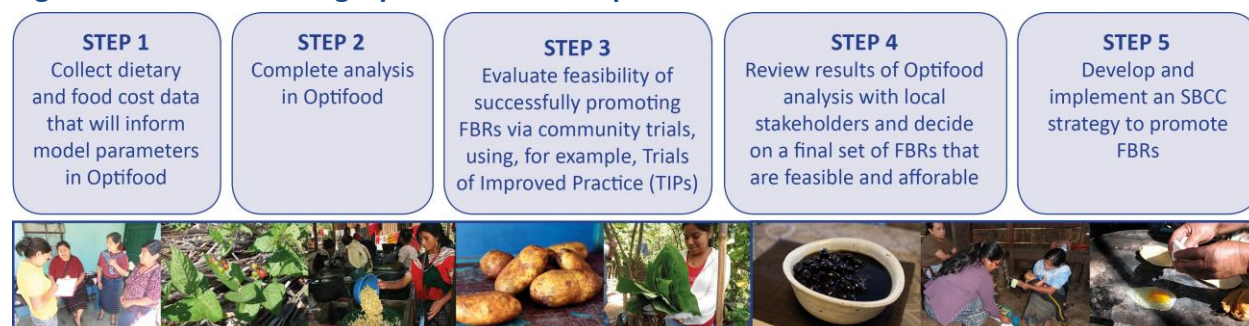 STEP 1
Collect dietary
and food cost data
that will inform
model parameters
in Optifood
STEP 2
Complete analysis
in Optifood
STEP 3
Evaluate feasibility of
successfully promoting
FBRs via community trials,
using, for example, Trials
of Improved Practice (TIPs)
STEP 4
Review results of Optifood
analysis with local
stakeholders and decide
on a final set of FBRs that
are feasible and afforable
STEP 5
Develop and
implement an SBCC
strategy to promote
FBRs